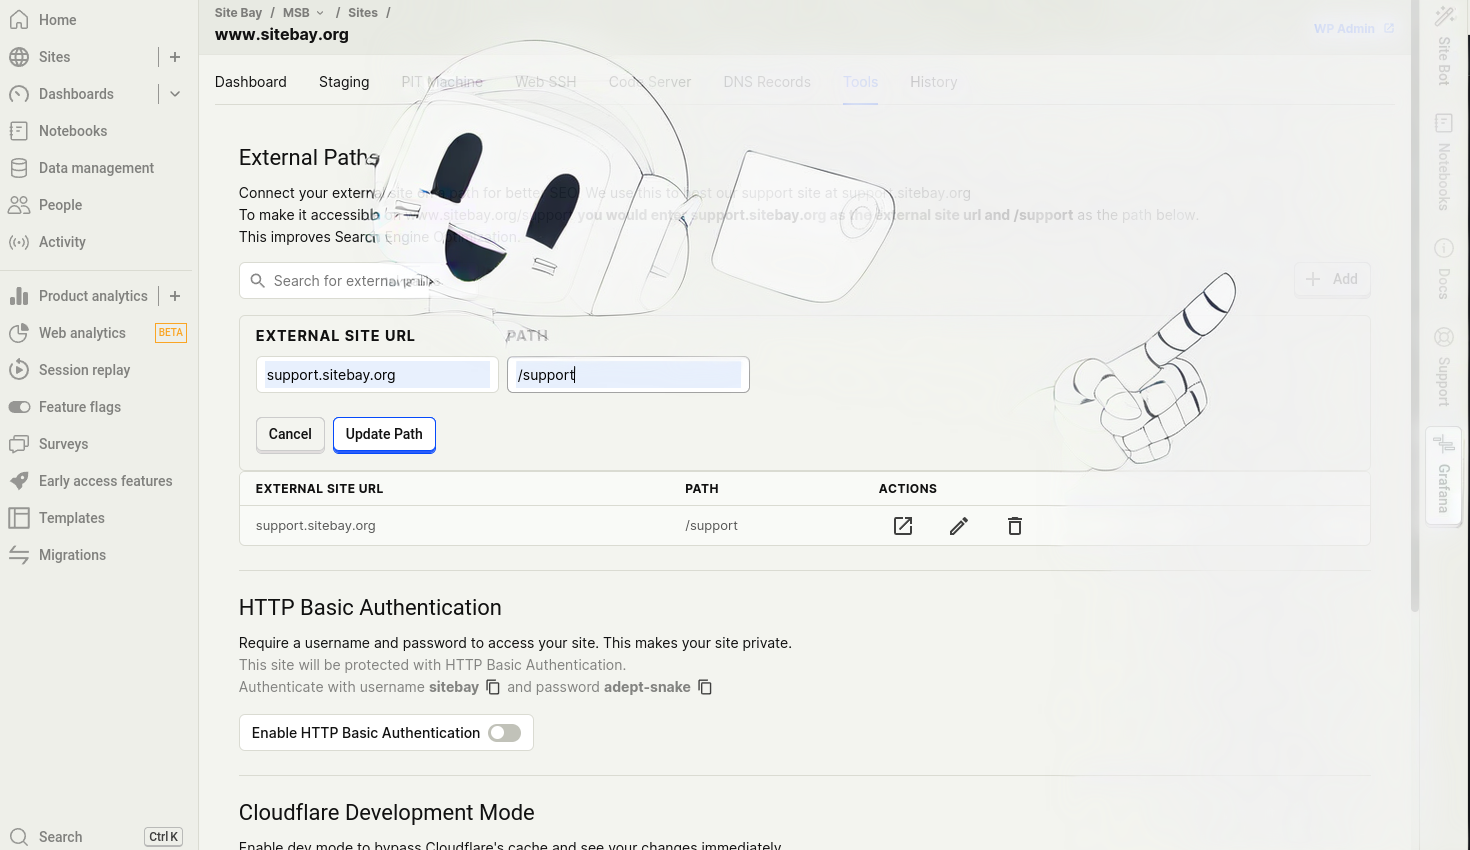 Home
Sites
Dashboards
Notebooks
Data management
People
Activity
Product analytics
Web analytics BETA
Session replay
Feature flags
Surveys
Early access features
Templates
Migrations
Search Ctrl K
Site Bay / MSB / Sites /
www.sitebay.org
WP Admin
Dashboard Staging PIT Machine Web SSH Code Server DNS Records Tools History
External Paths
Connect your external site to a path for better SEO. We use this to host our support site at support.sitebay.org
To make it accessible on www.sitebay.org/support you would enter support.sitebay.org as the external site url and /support as the path below.
This improves Search Engine Optimization.
Search for external
Add
EXTERNAL SITE URL PATH
support.sitebay.org /support
Cancel Update Path
EXTERNAL SITE URL PATH ACTIONS
support.sitebay.org /support
HTTP Basic Authentication
Require a username and password to access your site. This makes your site private.
This site will be protected with HTTP Basic Authentication.
Authenticate with username sitebay and password adept-snake
Enable HTTP Basic Authentication
Cloudflare Development Mode
Enable dev mode to bypass Cloudflare's cache and see your changes immediately
Site Bot
Notebooks
Docs
Support
Grafana